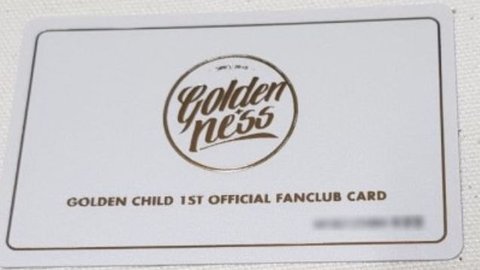 Golden
ness
GOLDEN CHILD 1ST OFFICIAL FANCLUB CARD